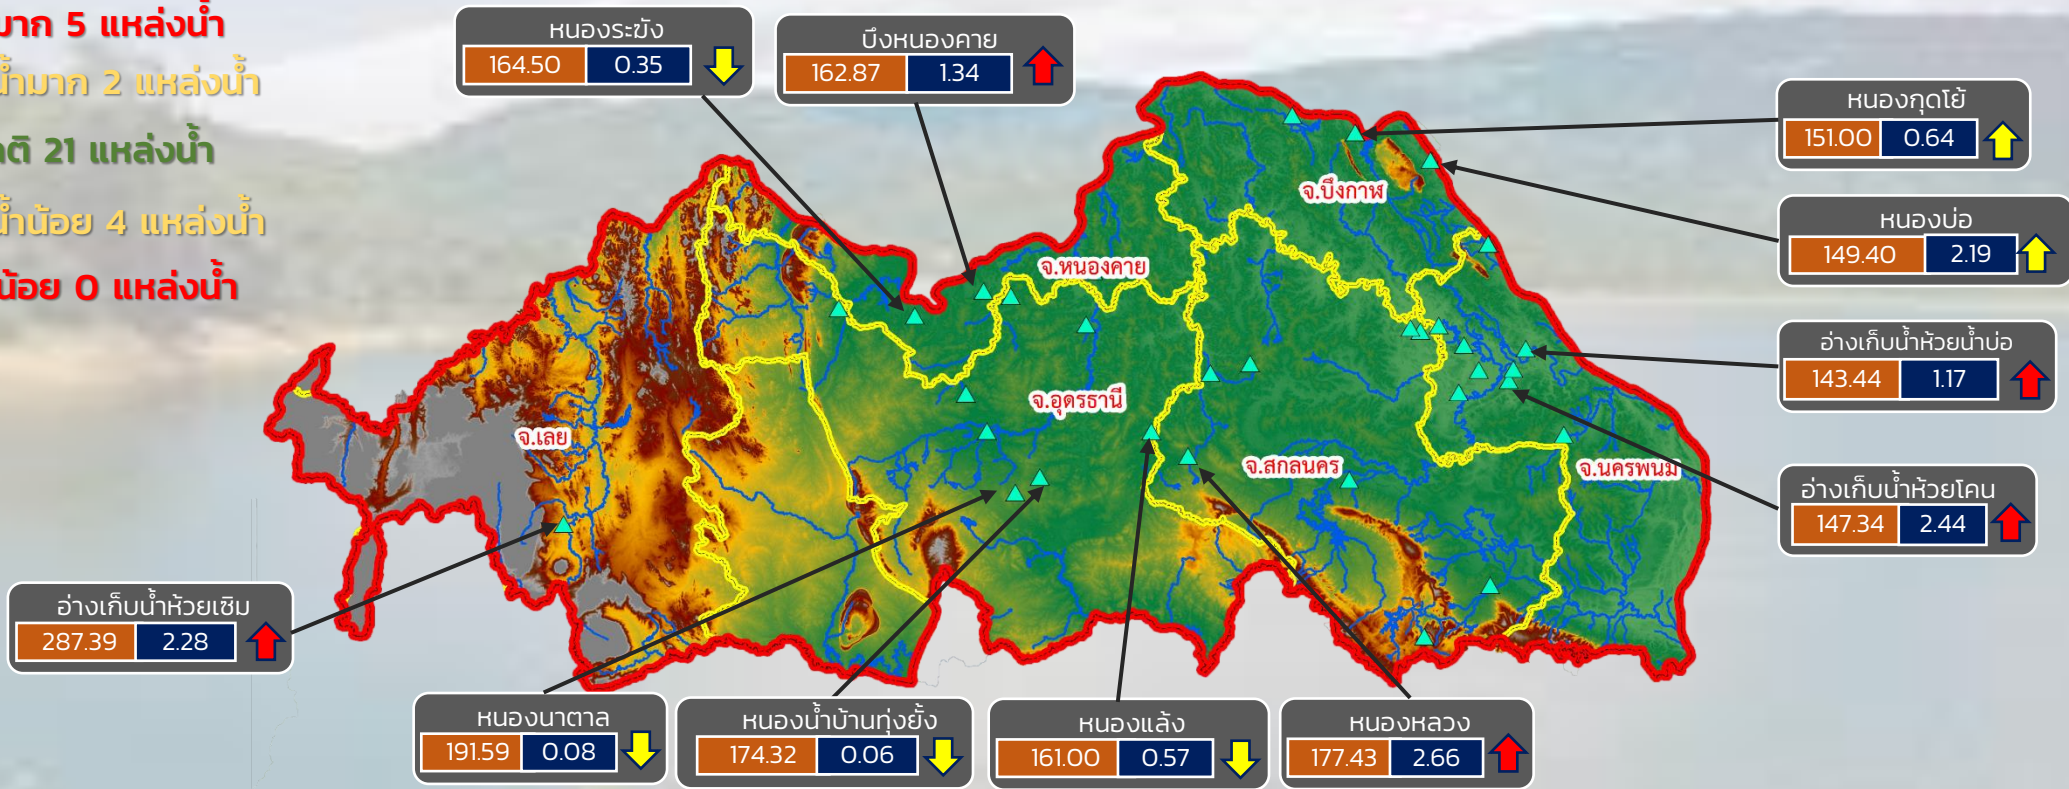 มาก 5 แหล่งน้ำ
น้ำมาก 2 แหล่งน้ำ
21 แหล่งน้ำ
น้ำน้อย 4 แหล่งน้ำ
น้อย 0 แหล่งน้ำ
หนองระฆัง
164.50 0.35
บึงหนองคาย
162.87 1.34
หนองกุดโย้
151.00 0.64
หนองบ่อ
149.40 2.19
อ่างเก็บน้ำห้วยน้ำบ่อ
143.44 1.17
อ่างเก็บน้ำห้วยโคน
147.34 2.44
จ.บึงกาฬ
จ.หนองคาย
จ.อุดรธานี
จ.เลย
จ.สกลนคร
จ.นครพนม
อ่างเก็บน้ำห้วยเซิม
287.39 2.28
หนองนาตาล
191.59 0.08
หนองน้ำบ้านทุ่งยั้ง
174.32 0.06
หนองแล้ง
161.00 0.57
หนองหลวง
177.43 2.66